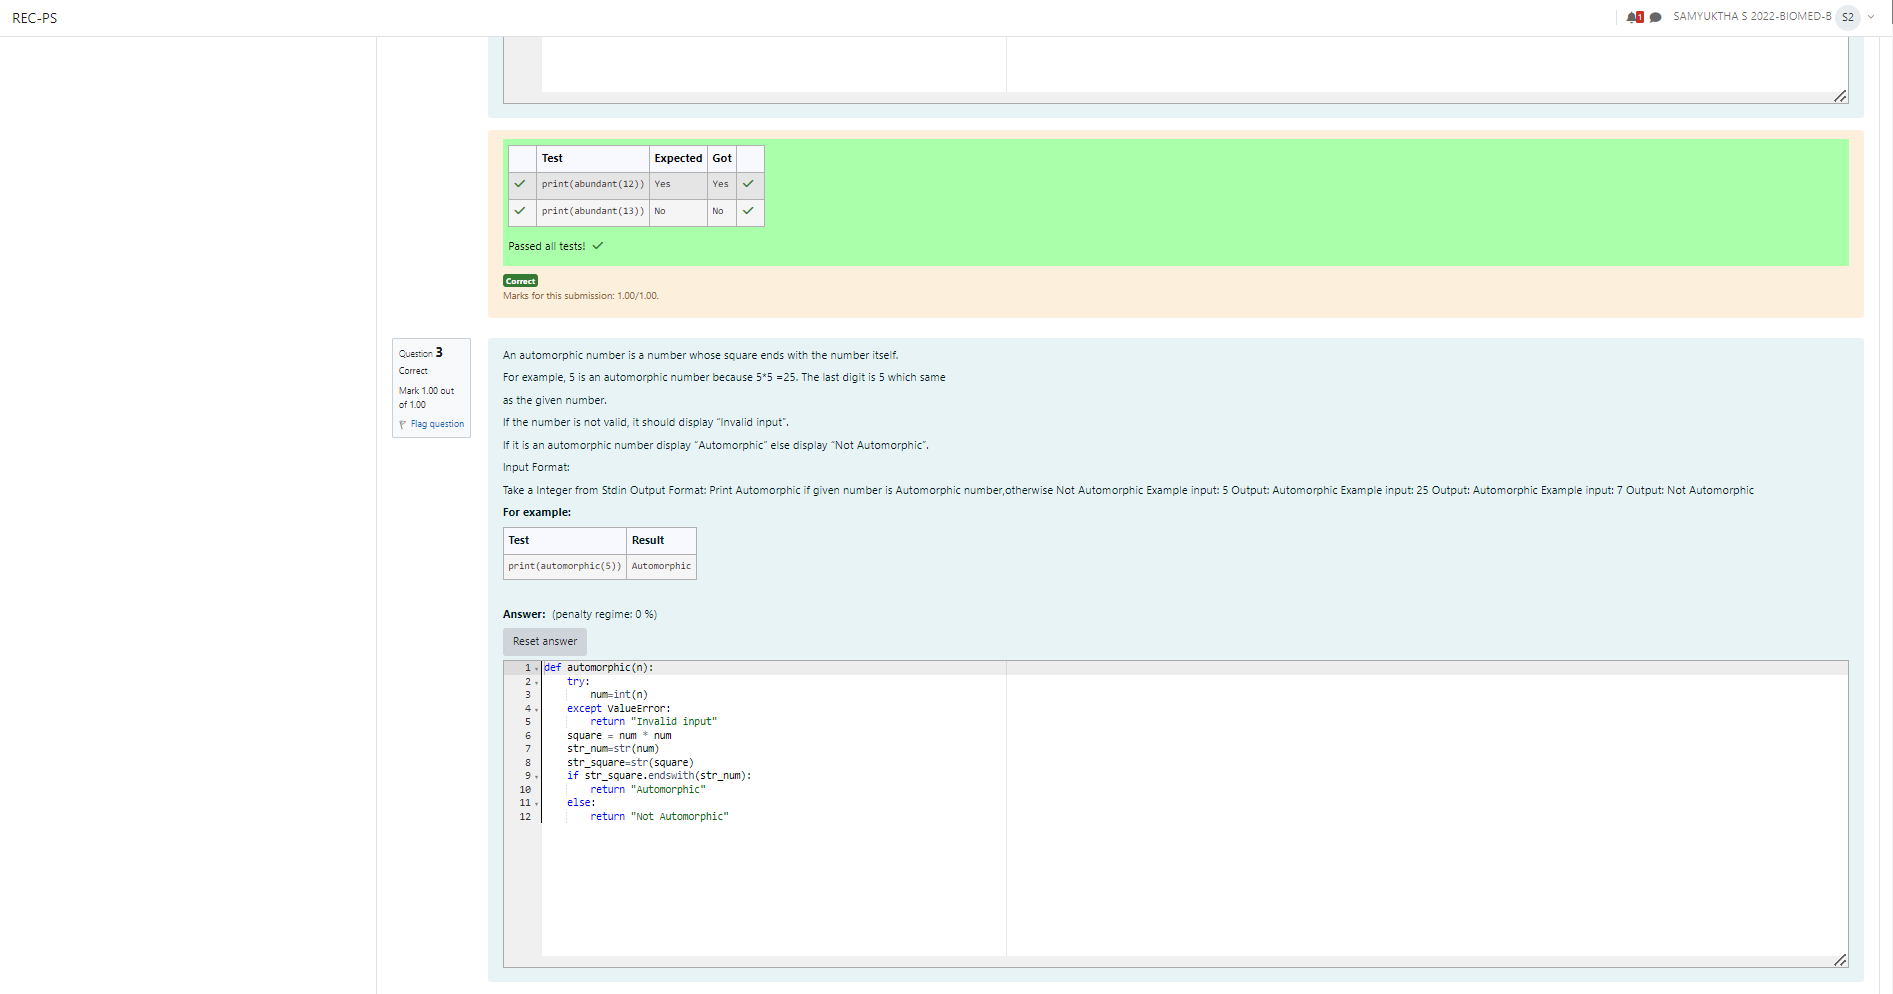 REC-PS
1
SAMYUKTHA S 2022-BIOMED-B S2
Test Expected Got
print(abundant(12)) Yes Yes
print(abundant(13)) No No
Passed all tests!
Correct
Marks for this submission: 1.00/1.00.
Question 3
Correct
Mark 1.00 out
of 1.00
Flag question
An automorphic number is a number whose square ends with the number itself.
For example, 5 is an automorphic number because 5*5 =25. The last digit is 5 which same
as the given number.
If the number is not valid, it should display “Invalid input”.
If it is an automorphic number display “Automorphic” else display “Not Automorphic”.
Input Format:
Take a Integer from Stdin Output Format: Print Automorphic if given number is Automorphic number,otherwise Not Automorphic Example input: 5 Output: Automorphic Example input: 25 Output: Automorphic Example input: 7 Output: Not Automorphic
For example:
Test Result
print(automorphic(5)) Automorphic
Answer: (penalty regime: 0 %)
Reset answer
1 def automorphic(n):
2     try:
3         num=int(n)
4     except ValueError:
5         return "Invalid input"
6     square = num * num
7     str_num=str(num)
8     str_square=str(square)
9     if str_square.endswith(str_num):
10         return "Automorphic"
11     else:
12         return "Not Automorphic"